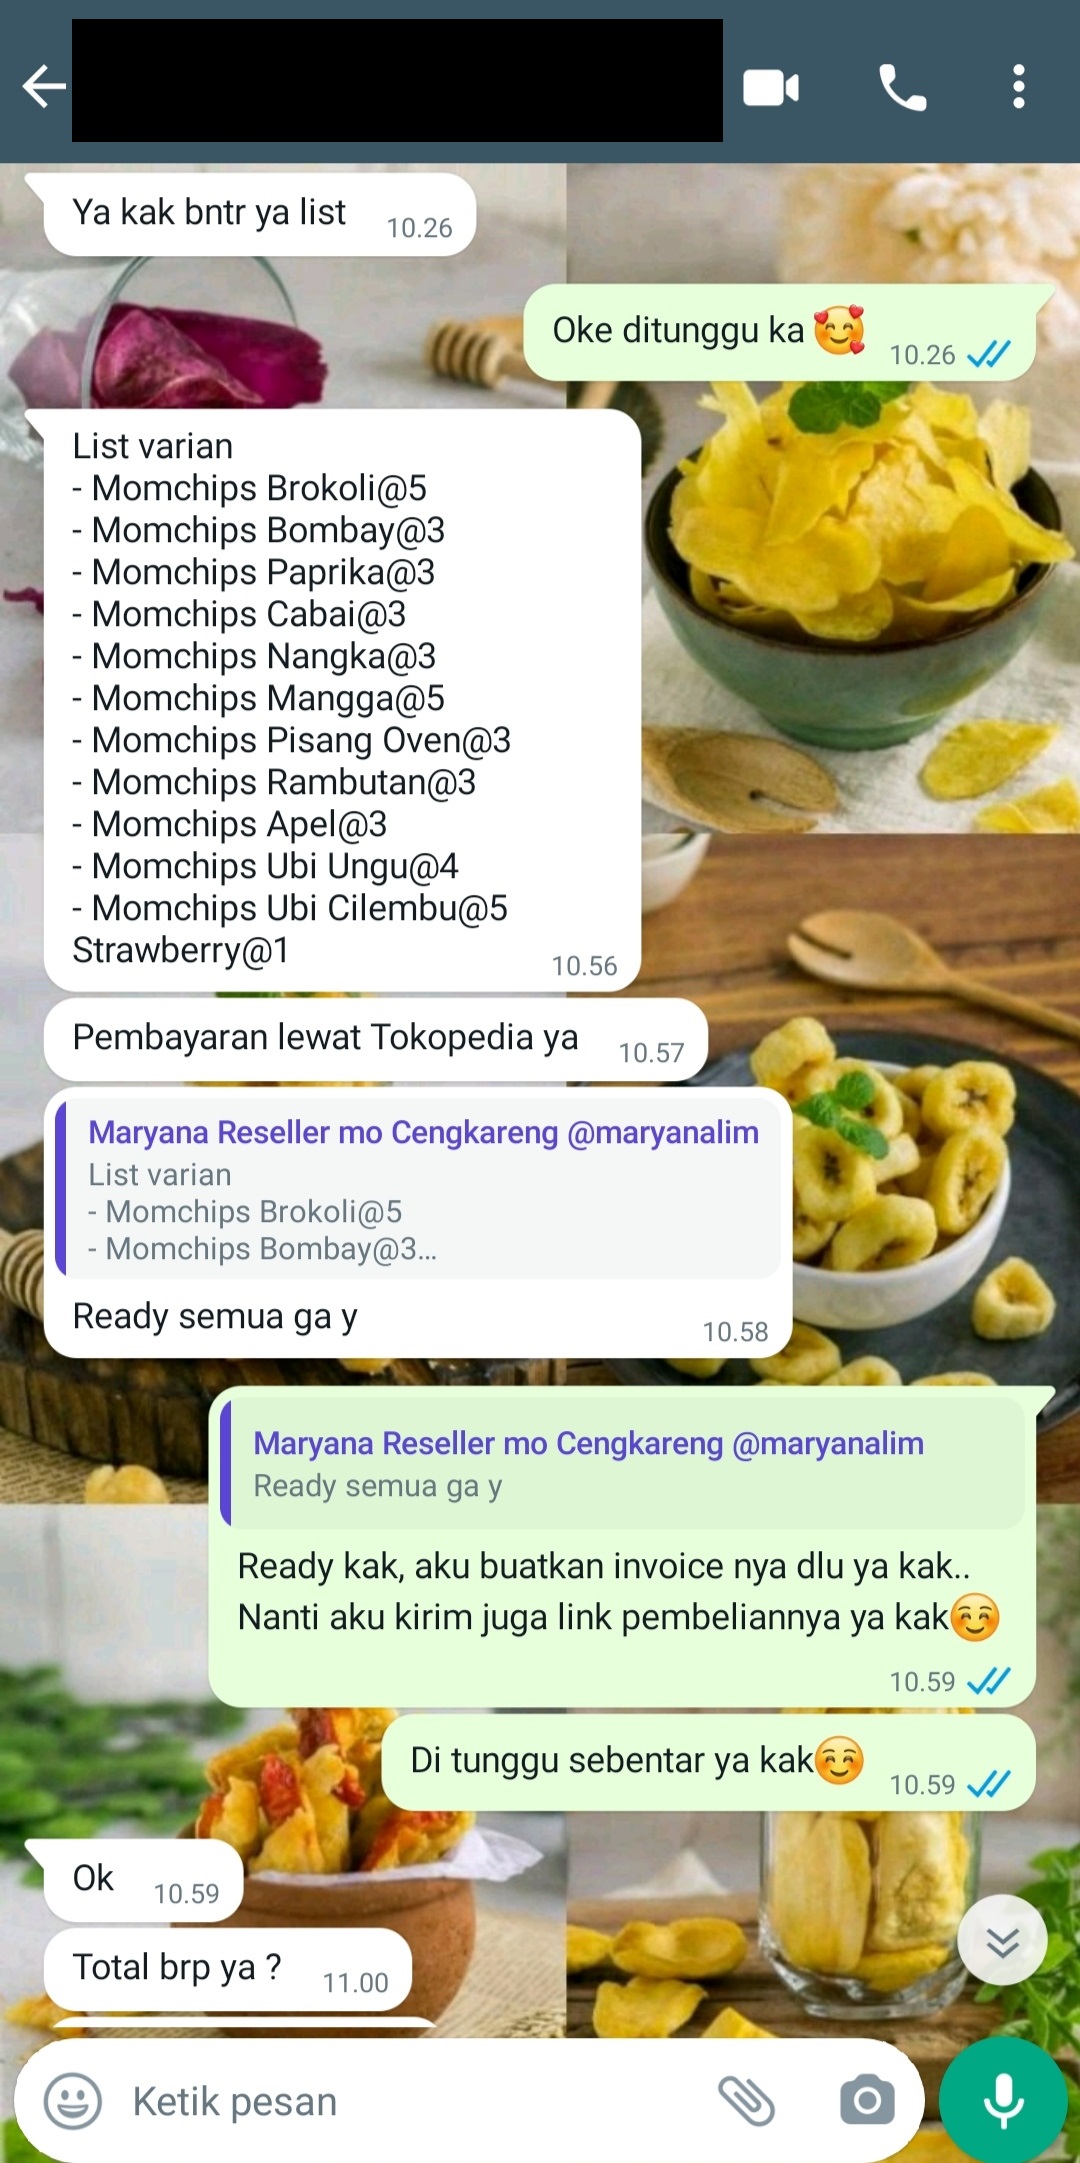 Ya kak bntr ya list
10.26
Oke ditunggu ka 🥰
10.26
List varian
- Momchips Brokoli@5
- Momchips Bombay@3
- Momchips Paprika@3
- Momchips Cabai@3
- Momchips Nangka@3
- Momchips Mangga@5
- Momchips Pisang Oven@3
- Momchips Rambutan@3
- Momchips Apel@3
- Momchips Ubi Ungu@4
- Momchips Ubi Cilembu@5
Strawberry@1
10.56
Pembayaran lewat Tokopedia ya
10.57
Maryana Reseller mo Cengkareng @maryanalim
List varian
- Momchips Brokoli@5
- Momchips Bombay@3...
Ready semua ga y
10.58
Maryana Reseller mo Cengkareng @maryanalim
Ready semua ga y
Ready kak, aku buatkan invoice nya dlu ya kak..
Nanti aku kirim juga link pembeliannya ya kak☺️
10.59
Di tunggu sebentar ya kak☺️
10.59
Ok
10.59
Total brp ya ?
11.00
Ketik pesan